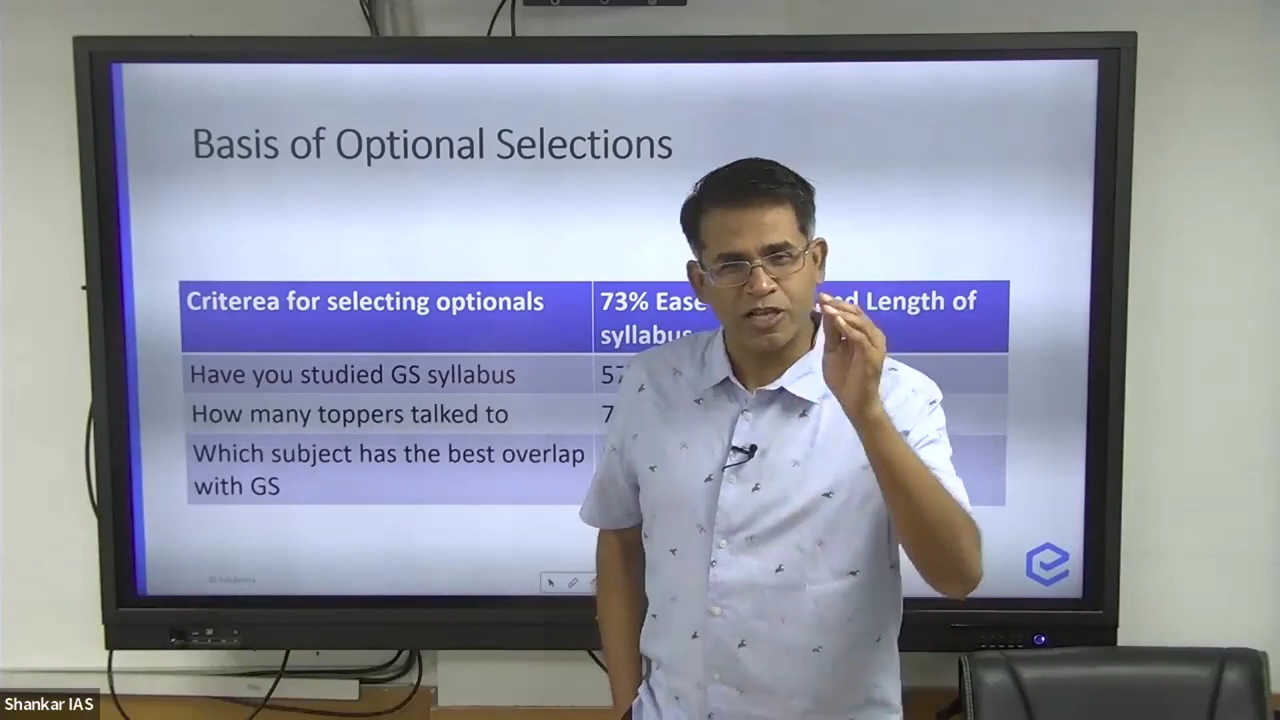 Basis of Optional Selections
Criterea for selecting optionals
73% Ease
nd Length of
syllabus
Have you studied GS syllabus
57
How many toppers talked to
7
Which subject has the best overlap
with GS
Shankar IAS